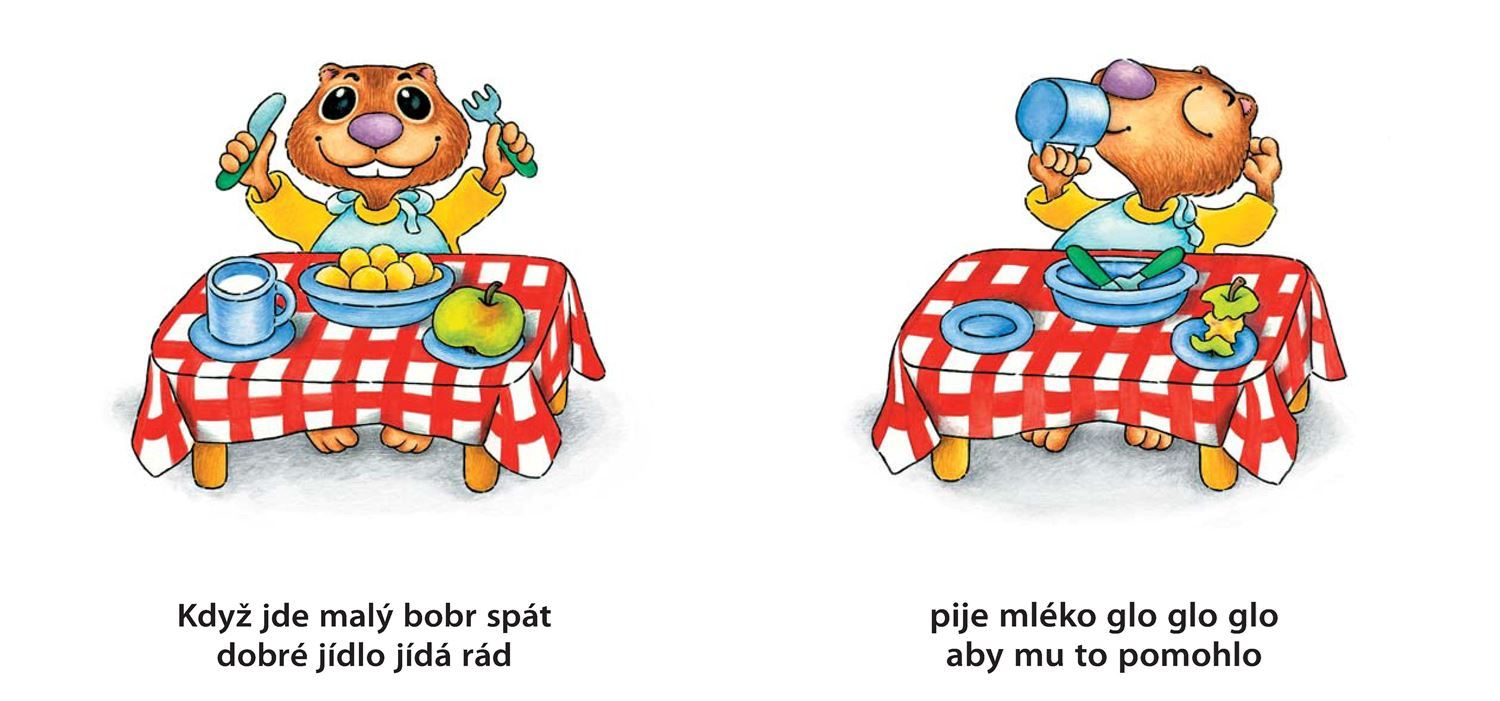 Když jde malý bobr spát
dobré jídlo jídá rád
pije mléko glo glo glo
aby mu to pomohlo